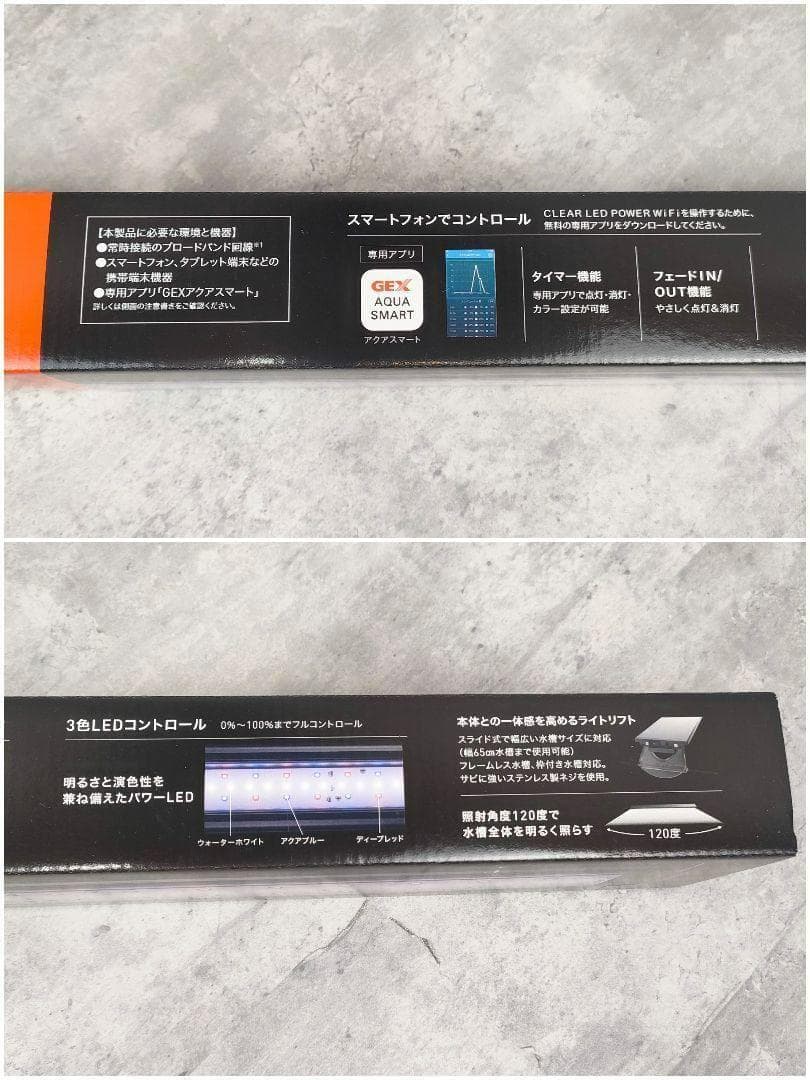 【本製品に必要な環境と機器】
●常時接続のブロードバンド回線※1
●スマートフォン、タブレット端末などの
携帯端末機器
●専用アプリ「GEXアクアスマート」
詳しくは側面の注意書きをご確認ください。
スマートフォンでコントロール
CLEAR LED POWER WiFiを操作するために、
無料の専用アプリをダウンロードしてください。
専用アプリ
GEX
AQUA
SMART
アクアスマート
タイマー機能
専用アプリで点灯・消灯・
カラー設定が可能
フェードIN/
OUT機能
やさしく点灯&消灯
3色LEDコントロール 0%〜100%までフルコントロール
明るさと演色性を
兼ね備えたパワーLED
ウォーターホワイト アクアブルー ディープレッド
本体との一体感を高めるライトリフト
スライド式で幅広い水槽サイズに対応
(幅65cm水槽まで使用可能)
フレームレス水槽、枠付き水槽対応。
サビに強いステンレス製ネジを使用。
照射角度120度で
水槽全体を明るく照らす
120度